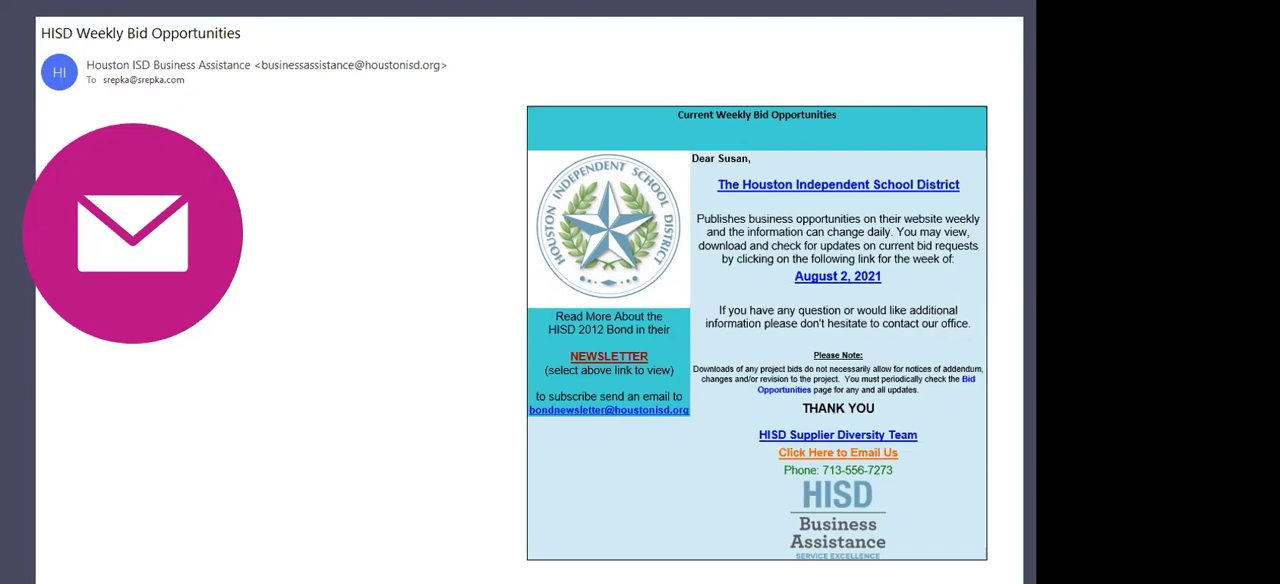 HISD Weekly Bid Opportunities
HI
Houston ISD Business Assistance <businessassistance@houstonisd.org>
To srepka@srepka.com
Current Weekly Bid Opportunities
HOUSTON INDEPENDENT SCHOOL DISTRICT
Read More About the
HISD 2012 Bond in their
NEWSLETTER
(select above link to view)
to subscribe send an email to
bondnewsletter@houstonisd.org
Dear Susan,
The Houston Independent School District
Publishes business opportunities on their website weekly
and the information can change daily. You may view,
download and check for updates on current bid requests
by clicking on the following link for the week of:
August 2, 2021
If you have any question or would like additional
information please don't hesitate to contact our office.
Please Note:
Downloads of any project bids do not necessarily allow for notices of addendum,
changes and/or revision to the project. You must periodically check the Bid
Opportunities page for any and all updates.
THANK YOU
HISD Supplier Diversity Team
Click Here to Email Us
Phone: 713-556-7273
HISD
Business
Assistance
SERVICE EXCELLENCE